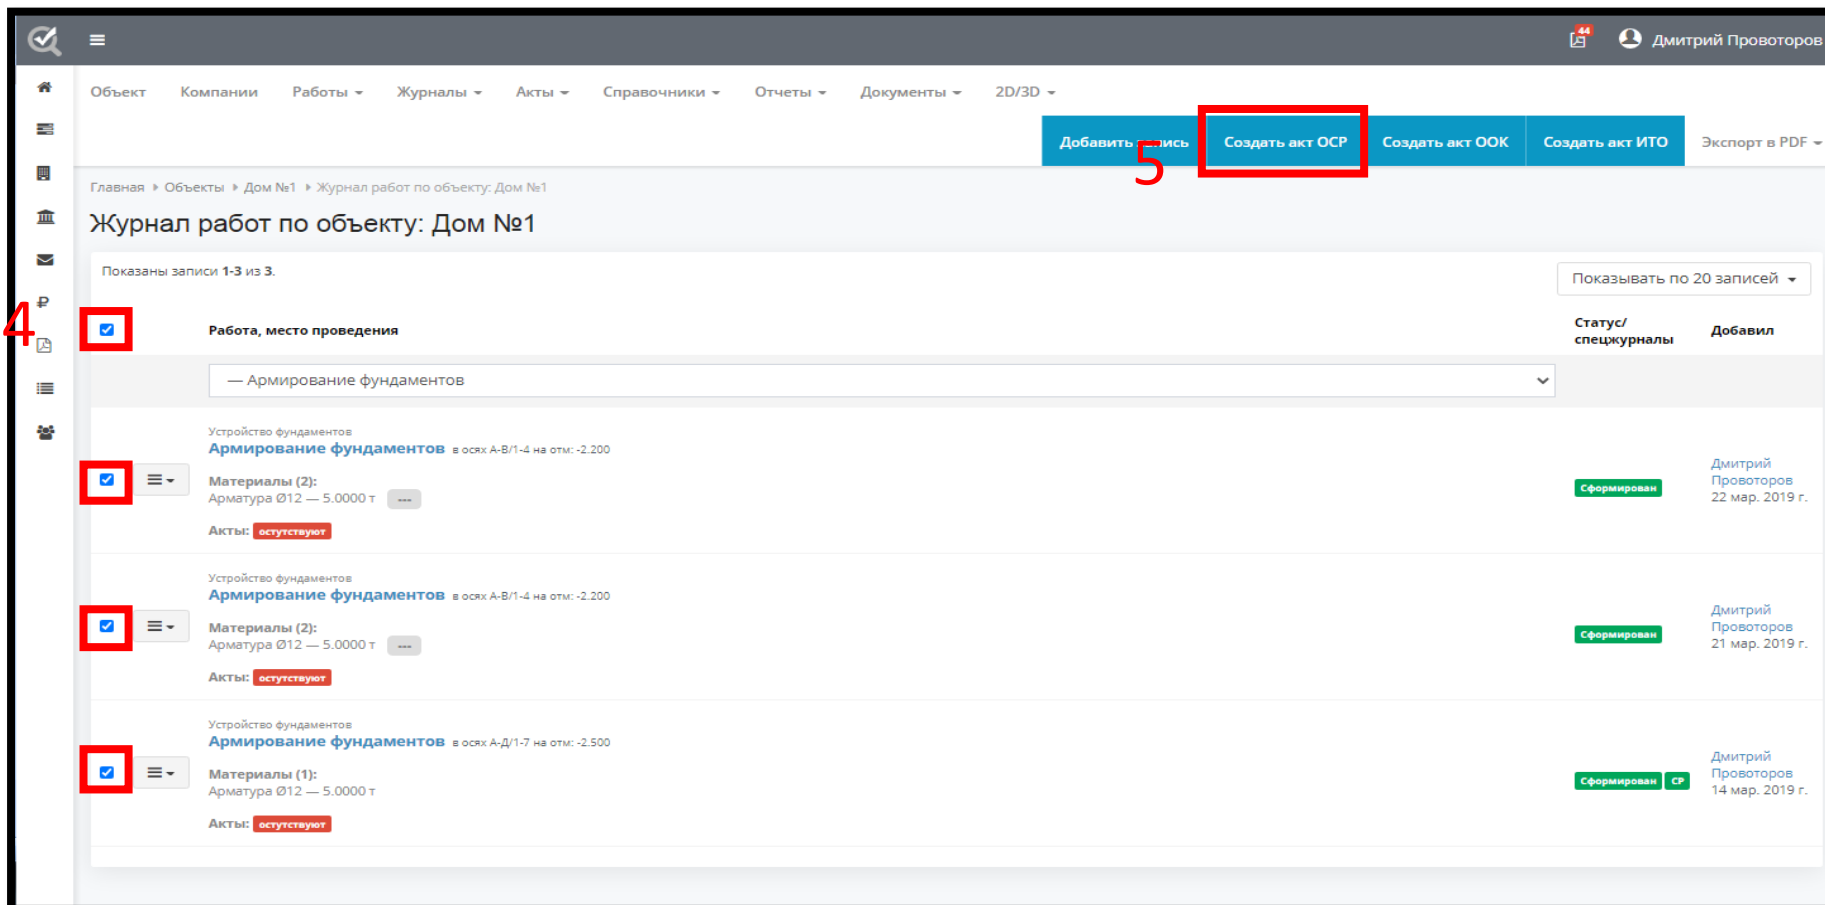 44
Дмитрий Провоторов
Объект Компании Работы Журналы Акты Справочники Отчеты Документы 2D/3D
Добавить запись Создать акт ОСР Создать акт ООК Создать акт ИТО Экспорт в PDF
5
Главная Объекты Дом №1 Журнал работ по объекту: Дом №1
Журнал работ по объекту: Дом №1
Показаны записи 1-3 из 3.
Показывать по 20 записей
4
Работа, место проведения
Статус/
спецжурналы
Добавил
— Армирование фундаментов
Устройство фундаментов
Армирование фундаментов в осях А-В/1-4 на отм: -2.200
Материалы (2):
Арматура Ø12 — 5.0000 т ---
Акты: остутствуют
Сформирован
Дмитрий
Провоторов
22 мар. 2019 г.
Устройство фундаментов
Армирование фундаментов в осях А-В/1-4 на отм: -2.200
Материалы (2):
Арматура Ø12 — 5.0000 т ---
Акты: остутствуют
Сформирован
Дмитрий
Провоторов
21 мар. 2019 г.
Устройство фундаментов
Армирование фундаментов в осях А-Д/1-7 на отм: -2.500
Материалы (1):
Арматура Ø12 — 5.0000 т
Акты: остутствуют
Сформирован СР
Дмитрий
Провоторов
14 мар. 2019 г.